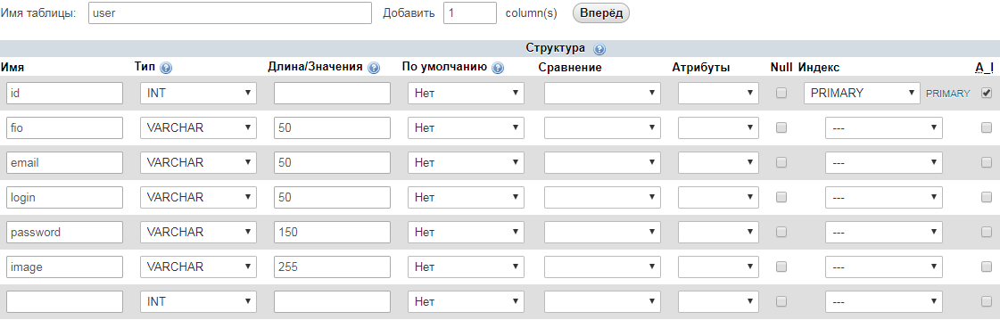 Имя таблицы: user Добавить 1 column(s) Вперёд
Структура
Имя Тип Длина/Значения По умолчанию Сравнение Атрибуты Null Индекс A_I
id INT Нет PRIMARY PRIMARY
fio VARCHAR 50 Нет ---
email VARCHAR 50 Нет ---
login VARCHAR 50 Нет ---
password VARCHAR 150 Нет ---
image VARCHAR 255 Нет ---
INT Нет ---